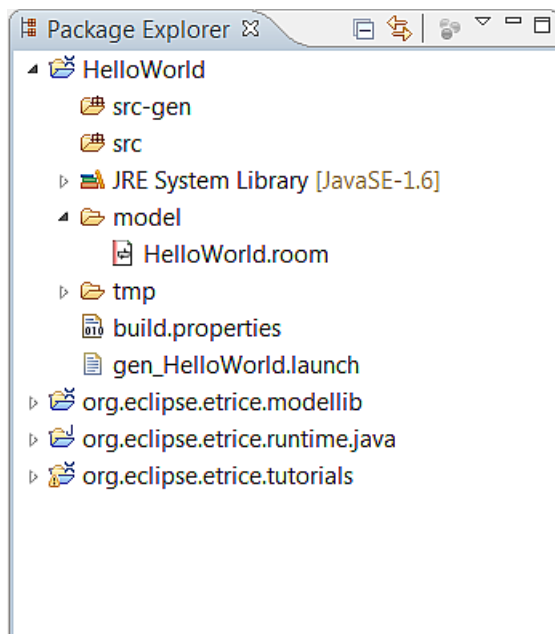 Package Explorer
HelloWorld
src-gen
src
JRE System Library [JavaSE-1.6]
model
HelloWorld.room
tmp
build.properties
gen_HelloWorld.launch
org.eclipse.etrice.modellib
org.eclipse.etrice.runtime.java
org.eclipse.etrice.tutorials